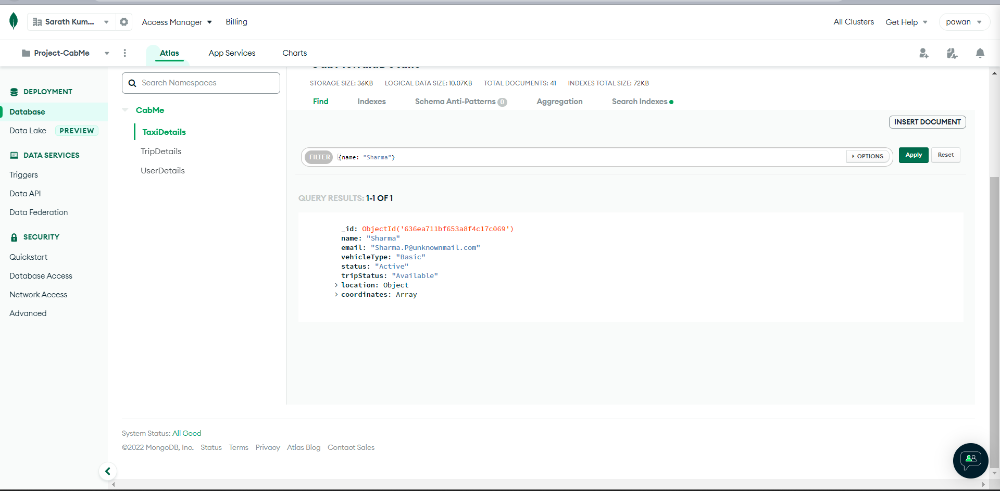 Sarath Kum...
Access Manager
Billing
All Clusters
Get Help
pawan
Project-CabMe
Atlas
App Services
Charts
DEPLOYMENT
Database
Data Lake PREVIEW
DATA SERVICES
Triggers
Data API
Data Federation
SECURITY
Quickstart
Database Access
Network Access
Advanced
Search Namespaces
CabMe
TaxiDetails
TripDetails
UserDetails
STORAGE SIZE: 36KB LOGICAL DATA SIZE: 10.07KB TOTAL DOCUMENTS: 41 INDEXES TOTAL SIZE: 72KB
Find Indexes Schema Anti-Patterns 0 Aggregation Search Indexes
INSERT DOCUMENT
FILTER {name: "Sharma"} OPTIONS Apply Reset
QUERY RESULTS: 1-1 OF 1
_id: ObjectId('636ea711bf653a8f4c17c069')
name: "Sharma"
email: "Sharma.P@unknownmail.com"
vehicleType: "Basic"
status: "Active"
tripStatus: "Available"
location: Object
coordinates: Array
System Status: All Good
©2022 MongoDB, Inc. Status Terms Privacy Atlas Blog Contact Sales